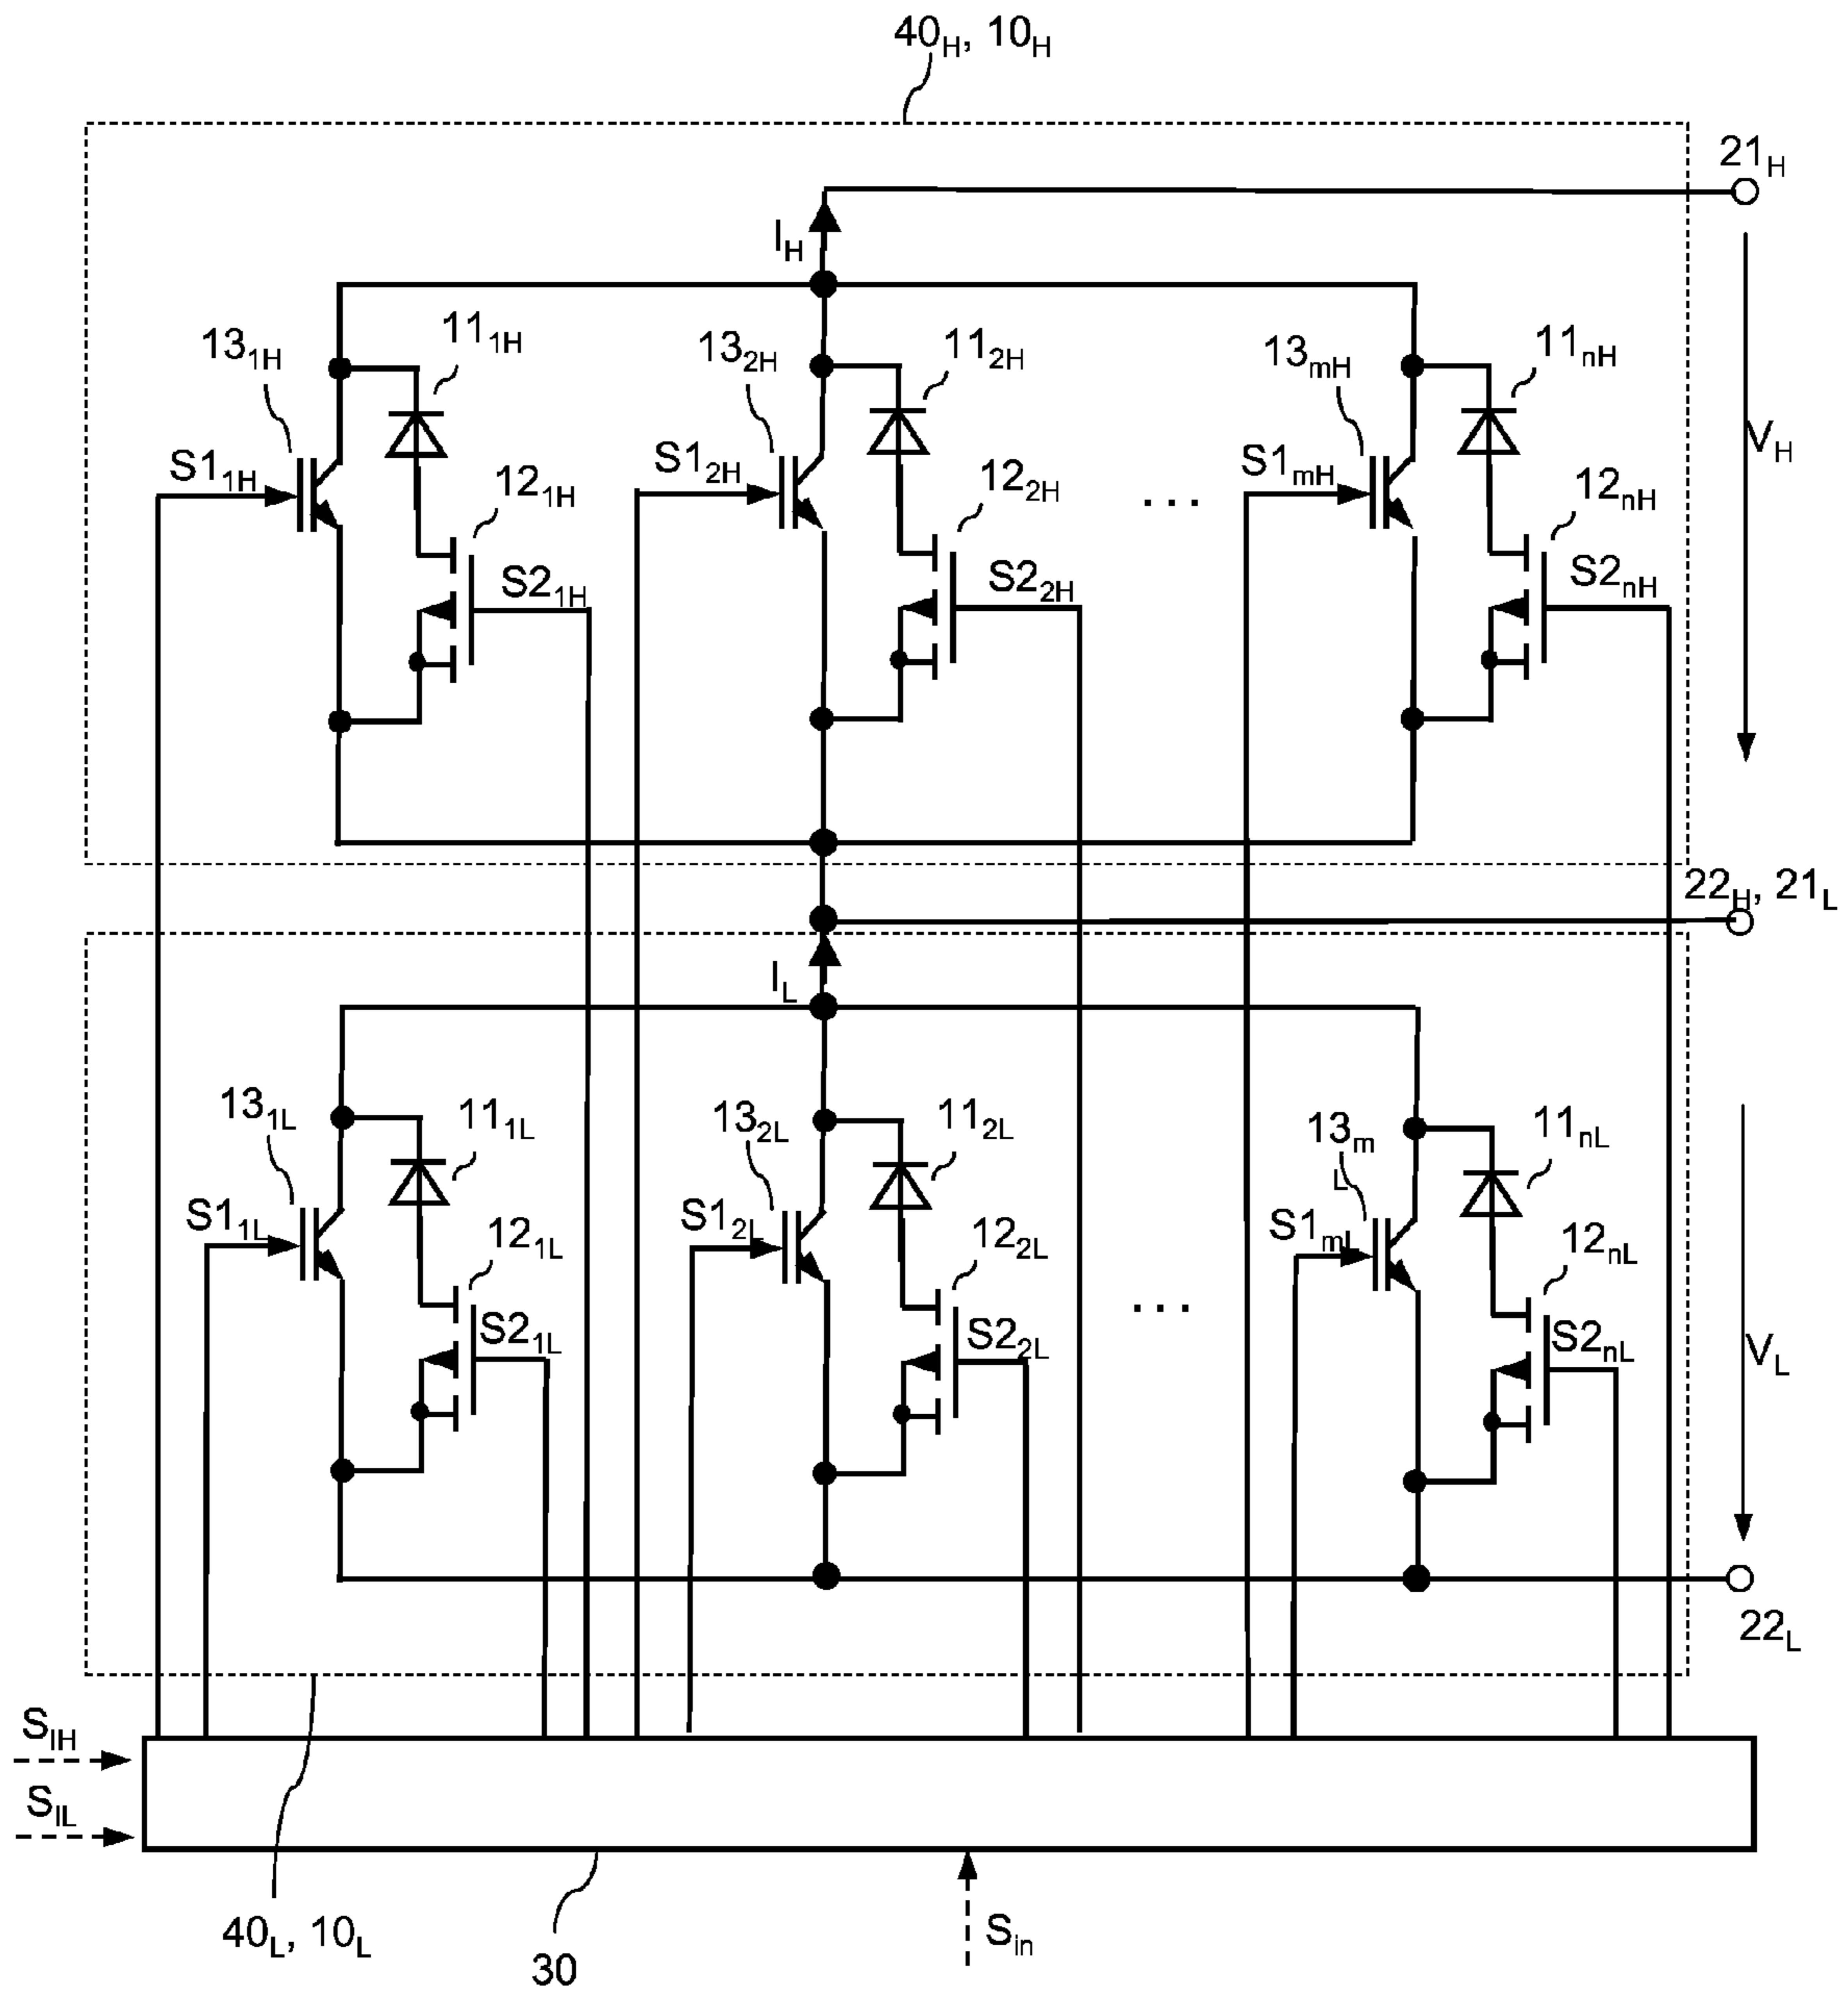 40H, 10H
21H
IH
VH
131H
111H
132H
112H
13mH
11nH
S11H
S12H
S1mH
121H
122H
12nH
...
S21H
S22H
S2nH
22H, 21L
IL
131L
111L
132L
112L
13m
L
11nL
S11L
S12L
S1mL
121L
122L
12nL
...
S21L
S22L
S2nL
VL
22L
SIH
SIL
40L, 10L
30
Sin